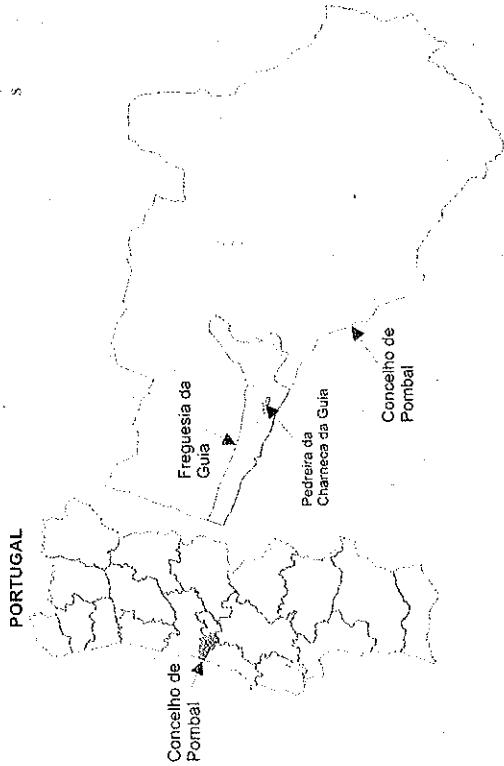 PORTUGAL
Concelho de
Pombal
Freguesia da
Guia
Pedreira da
Charneca da Guia
Concelho de
Pombal